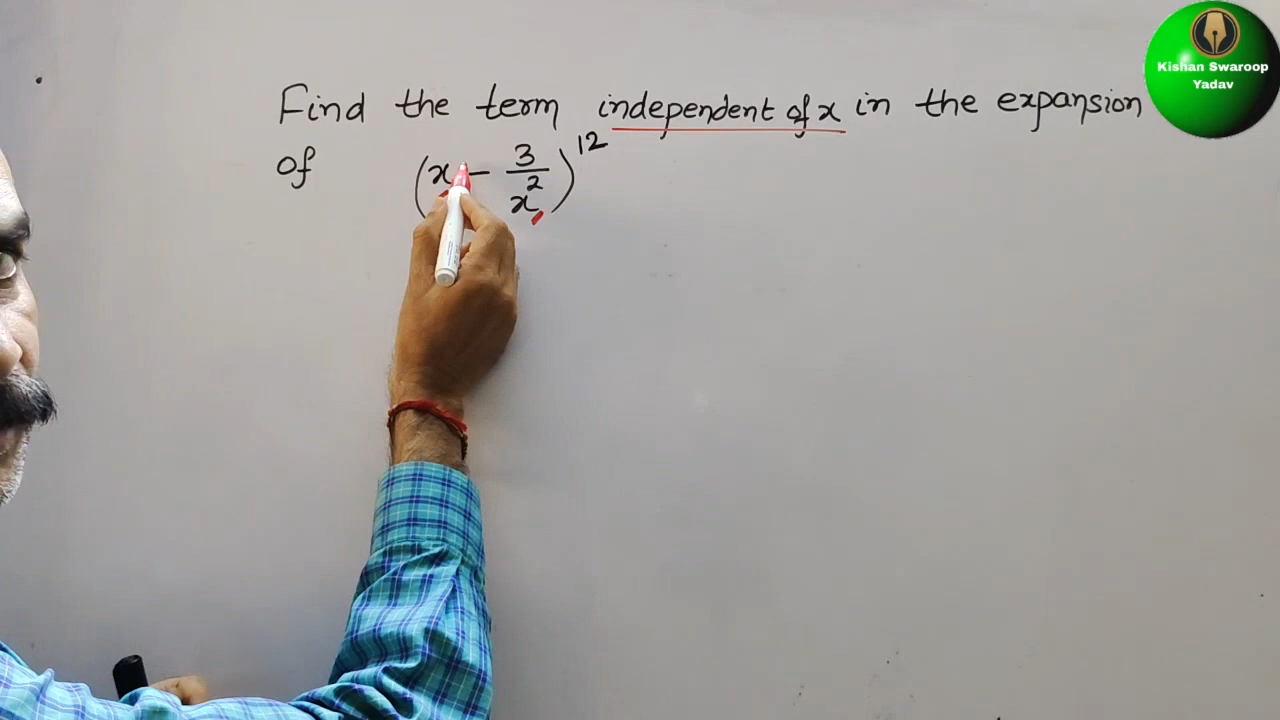 Find the term independent of x in the expansion
of (x - 3/x²)¹²
Kishan Swaroop
Yadav